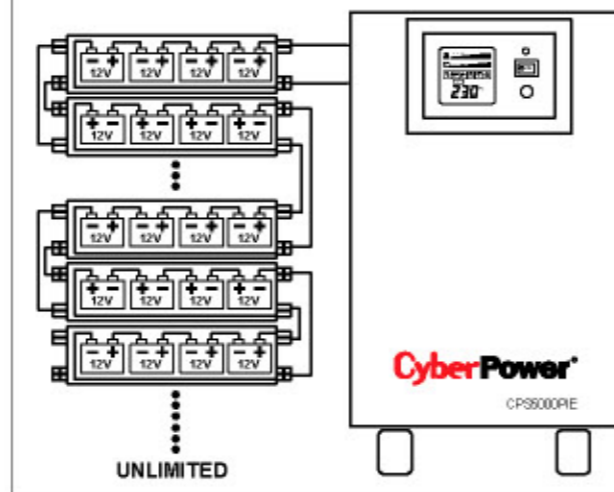 − + − + − + − +
12V 12V 12V 12V
+ − + − + − + −
12V 12V 12V 12V
− + − + − + − +
12V 12V 12V 12V
+ − + − + − + −
12V 12V 12V 12V
− + − + − + − +
12V 12V 12V 12V
UNLIMITED
230
CyberPower
CPS5000PIE